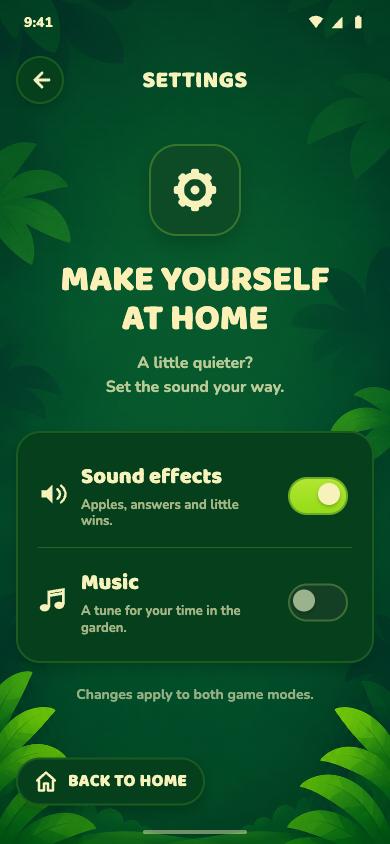 9:41
SETTINGS
MAKE YOURSELF
AT HOME
A little quieter?
Set the sound your way.
Sound effects
Apples, answers and little
wins.
Music
A tune for your time in the
garden.
Changes apply to both game modes.
BACK TO HOME